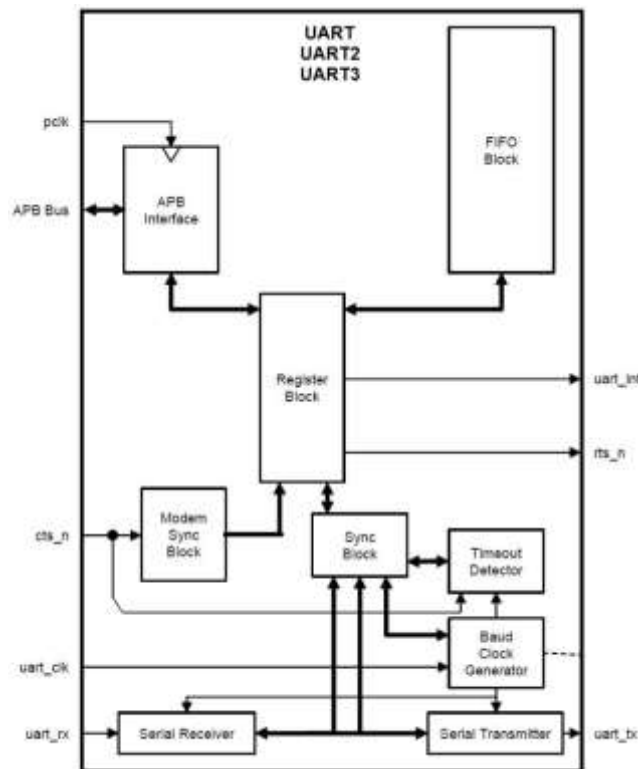 UART
UART2
UART3
pclk
FIFO
Block
APB
Interface
APB Bus
Register
Block
uart_int
rts_n
Modem
Sync
Block
cts_n
Sync
Block
Timeout
Detector
Baud
Clock
Generator
uart_clk
uart_rx
Serial Receiver
Serial Transmitter
uart_tx